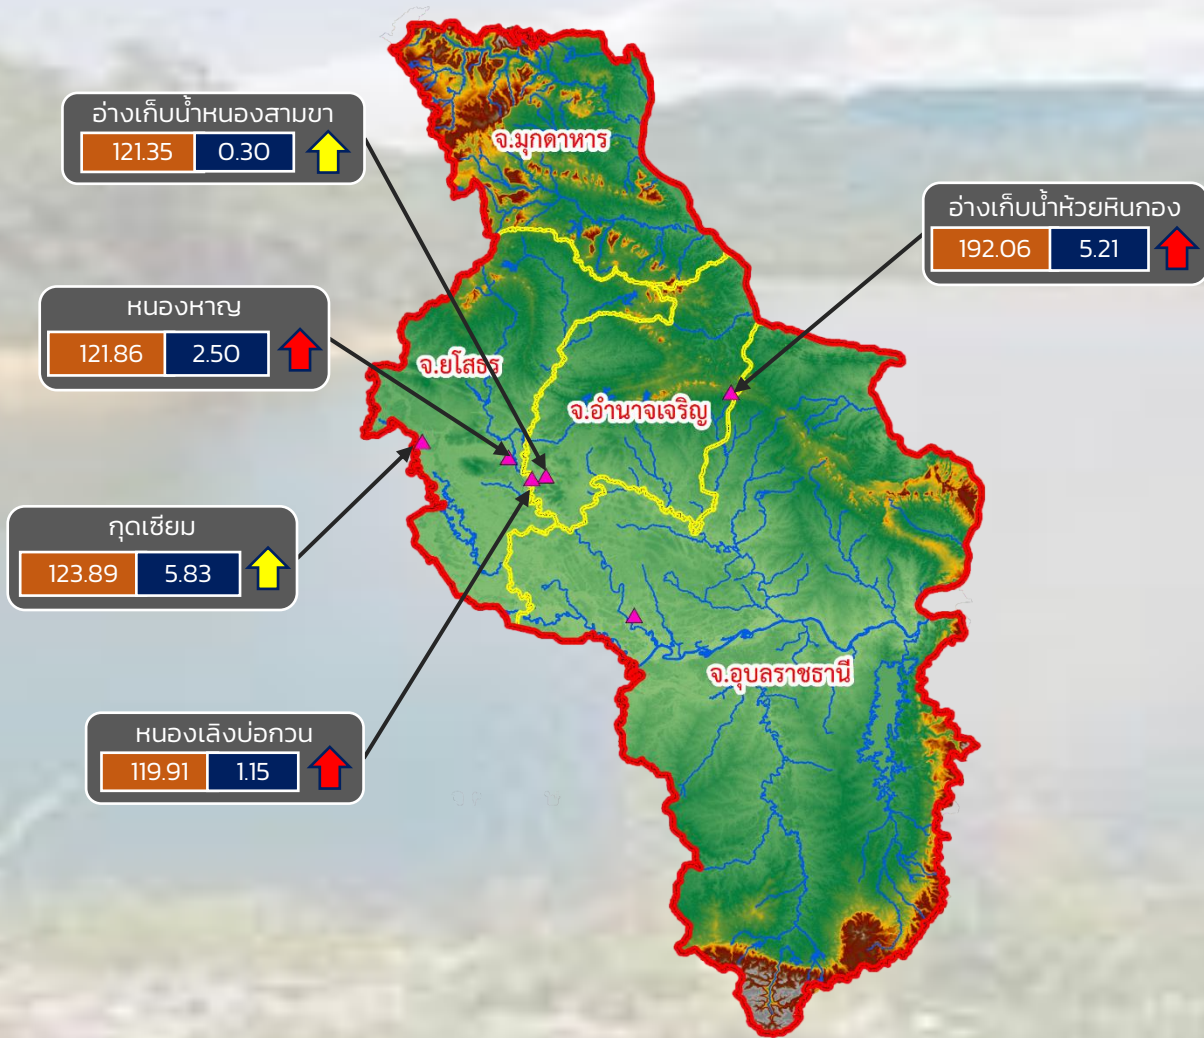 อ่างเก็บน้ำหนองสามขา
121.35 0.30
จ.มุกดาหาร
อ่างเก็บน้ำห้วยหินกอง
192.06 5.21
หนองหาญ
121.86 2.50
จ.ยโสธร
จ.อำนาจเจริญ
กุดเซียม
123.89 5.83
จ.อุบลราชธานี
หนองเลิงบ่อกวน
119.91 1.15